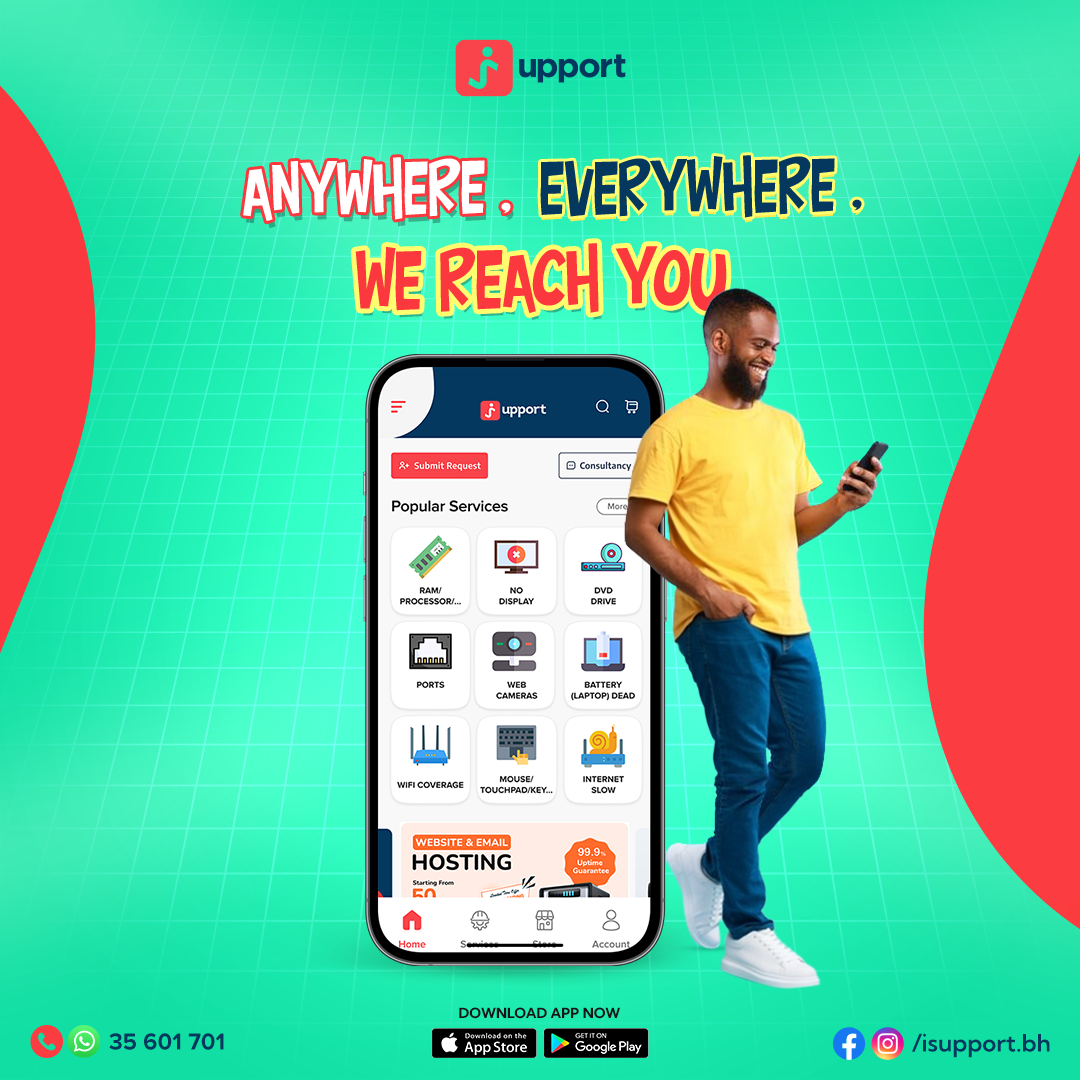 upport
ANYWHERE , EVERYWHERE ,
WE REACH YOU
upport
Submit Request
Consultancy
Popular Services
More
RAM/
PROCESSOR/...
NO
DISPLAY
DVD
DRIVE
PORTS
WEB
CAMERAS
BATTERY
(LAPTOP) DEAD
WIFI COVERAGE
MOUSE/
TOUCHPAD/KEY...
INTERNET
SLOW
WEBSITE & EMAIL
HOSTING
Starting From
50
99.9%
Uptime
Guarantee
Home
Services
Store
Account
DOWNLOAD APP NOW
35 601 701
Download on the
App Store
GET IT ON
Google Play
/isupport.bh